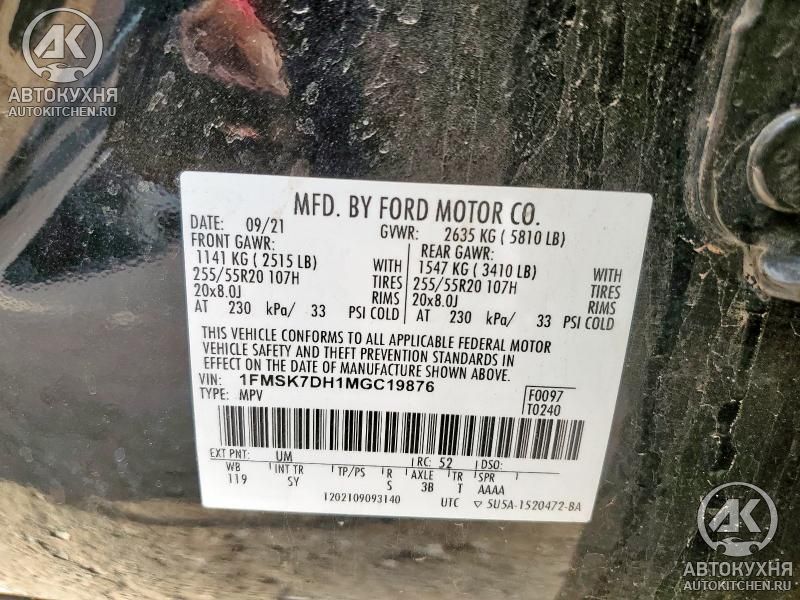 AK
АВТОКУХНЯ
AUTOKITCHEN.RU
MFD. BY FORD MOTOR CO.
DATE: 09/21 GVWR: 2635 KG ( 5810 LB)
FRONT GAWR: REAR GAWR:
1141 KG ( 2515 LB) WITH 1547 KG ( 3410 LB) WITH
255/55R20 107H TIRES 255/55R20 107H TIRES
20x8.0J RIMS 20x8.0J RIMS
AT 230 kPa/ 33 PSI COLD AT 230 kPa/ 33 PSI COLD
THIS VEHICLE CONFORMS TO ALL APPLICABLE FEDERAL MOTOR
VEHICLE SAFETY AND THEFT PREVENTION STANDARDS IN
EFFECT ON THE DATE OF MANUFACTURE SHOWN ABOVE.
VIN: 1FMSK7DH1MGC19876 F0097
TYPE: MPV T0240
EXT PNT: UM RC: 52 DSO:
WB INT TR TP/PS R AXLE TR SPR
119 SY S 3B T AAAA
1202109093140 UTC ▽ 5U5A-1520472-BA
AK
АВТОКУХНЯ
AUTOKITCHEN.RU